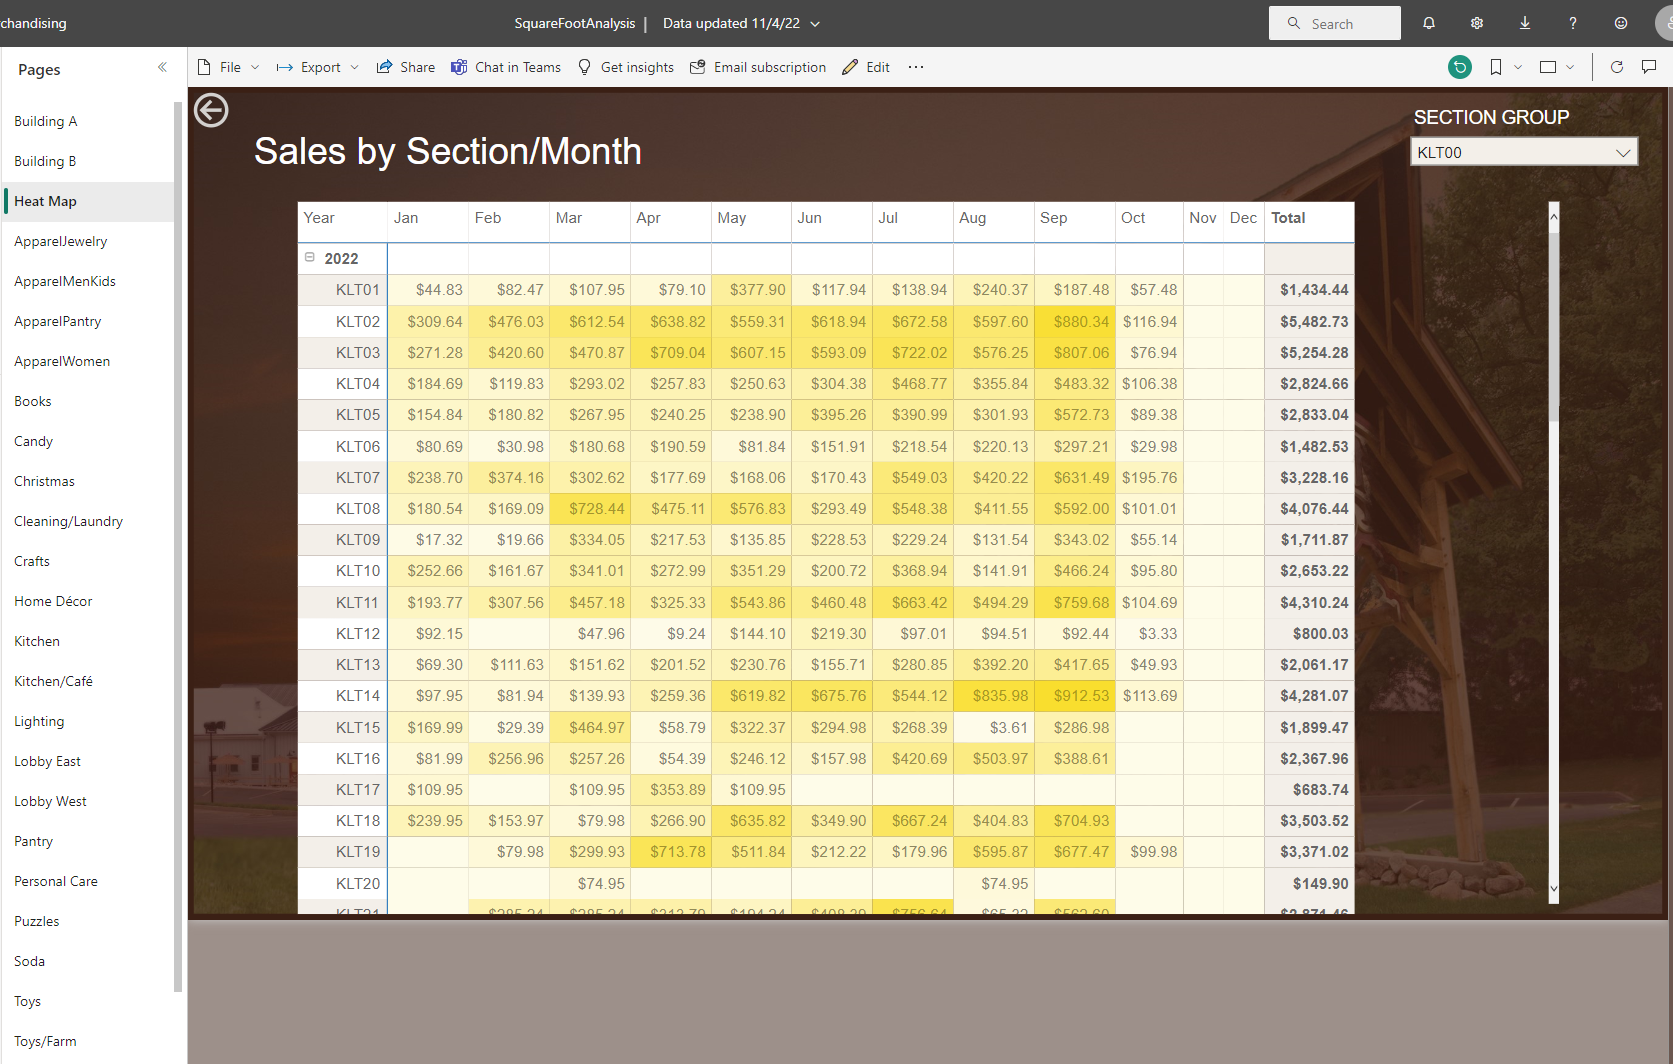 chandising
SquareFootAnalysis | Data updated 11/4/22
Search
Pages
File Export Share Chat in Teams Get insights Email subscription Edit
Building A
Building B
Heat Map
ApparelJewelry
ApparelMenKids
ApparelPantry
ApparelWomen
Books
Candy
Christmas
Cleaning/Laundry
Crafts
Home Décor
Kitchen
Kitchen/Café
Lighting
Lobby East
Lobby West
Pantry
Personal Care
Puzzles
Soda
Toys
Toys/Farm
Sales by Section/Month
SECTION GROUP
KLT00
Year Jan Feb Mar Apr May Jun Jul Aug Sep Oct Nov Dec Total
2022
KLT01 $44.83 $82.47 $107.95 $79.10 $377.90 $117.94 $138.94 $240.37 $187.48 $57.48 $1,434.44
KLT02 $309.64 $476.03 $612.54 $638.82 $559.31 $618.94 $672.58 $597.60 $880.34 $116.94 $5,482.73
KLT03 $271.28 $420.60 $470.87 $709.04 $607.15 $593.09 $722.02 $576.25 $807.06 $76.94 $5,254.28
KLT04 $184.69 $119.83 $293.02 $257.83 $250.63 $304.38 $468.77 $355.84 $483.32 $106.38 $2,824.66
KLT05 $154.84 $180.82 $267.95 $240.25 $238.90 $395.26 $390.99 $301.93 $572.73 $89.38 $2,833.04
KLT06 $80.69 $30.98 $180.68 $190.59 $81.84 $151.91 $218.54 $220.13 $297.21 $29.98 $1,482.53
KLT07 $238.70 $374.16 $302.62 $177.69 $168.06 $170.43 $549.03 $420.22 $631.49 $195.76 $3,228.16
KLT08 $180.54 $169.09 $728.44 $475.11 $576.83 $293.49 $548.38 $411.55 $592.00 $101.01 $4,076.44
KLT09 $17.32 $19.66 $334.05 $217.53 $135.85 $228.53 $229.24 $131.54 $343.02 $55.14 $1,711.87
KLT10 $252.66 $161.67 $341.01 $272.99 $351.29 $200.72 $368.94 $141.91 $466.24 $95.80 $2,653.22
KLT11 $193.77 $307.56 $457.18 $325.33 $543.86 $460.48 $663.42 $494.29 $759.68 $104.69 $4,310.24
KLT12 $92.15 $47.96 $9.24 $144.10 $219.30 $97.01 $94.51 $92.44 $3.33 $800.03
KLT13 $69.30 $111.63 $151.62 $201.52 $230.76 $155.71 $280.85 $392.20 $417.65 $49.93 $2,061.17
KLT14 $97.95 $81.94 $139.93 $259.36 $619.82 $675.76 $544.12 $835.98 $912.53 $113.69 $4,281.07
KLT15 $169.99 $29.39 $464.97 $58.79 $322.37 $294.98 $268.39 $3.61 $286.98 $1,899.47
KLT16 $81.99 $256.96 $257.26 $54.39 $246.12 $157.98 $420.69 $503.97 $388.61 $2,367.96
KLT17 $109.95 $109.95 $353.89 $109.95 $683.74
KLT18 $239.95 $153.97 $79.98 $266.90 $635.82 $349.90 $667.24 $404.83 $704.93 $3,503.52
KLT19 $79.98 $299.93 $713.78 $511.84 $212.22 $179.96 $595.87 $677.47 $99.98 $3,371.02
KLT20 $74.95 $74.95 $149.90